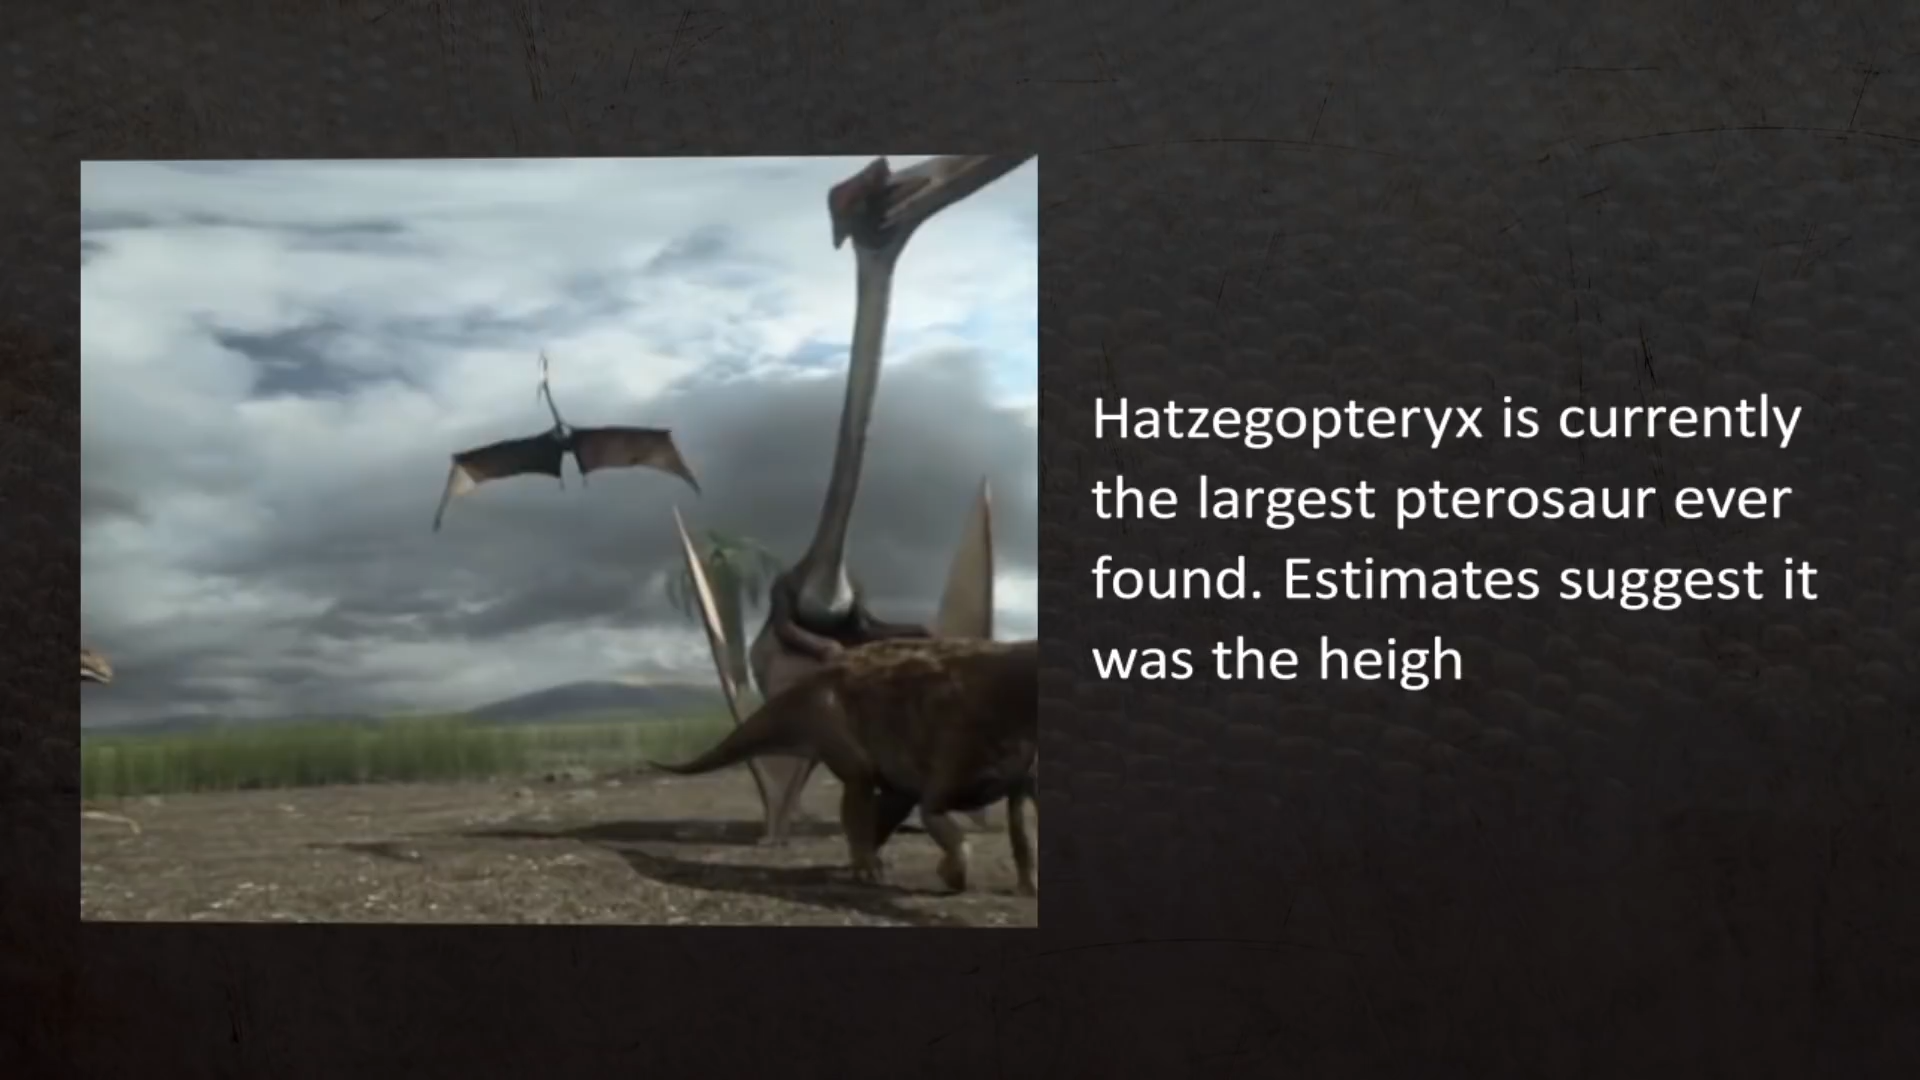 Hatzegopteryx is currently
the largest pterosaur ever
found. Estimates suggest it
was the heigh